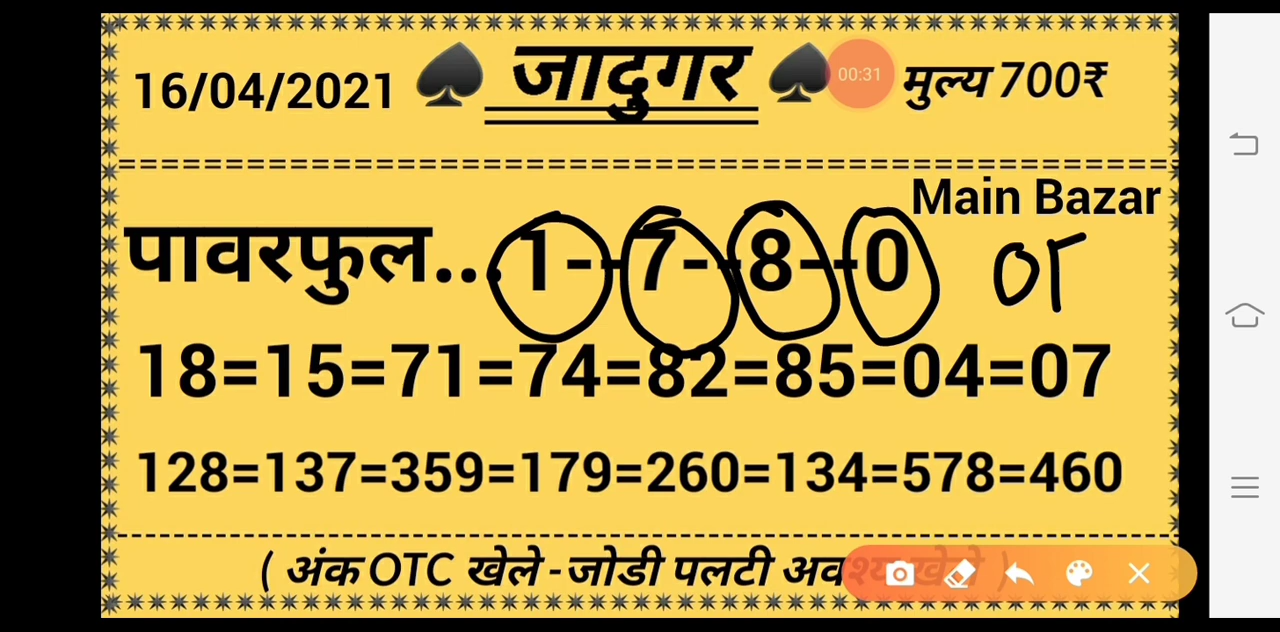 16/04/2021 ♠ जादुगर ♠ 00:31 मुल्य 700₹
Main Bazar
पावरफुल...1--7--8--0 or
18=15=71=74=82=85=04=07
128=137=359=179=260=134=578=460
( अंक OTC खेले -जोडी पलटी अवश्य खेले )